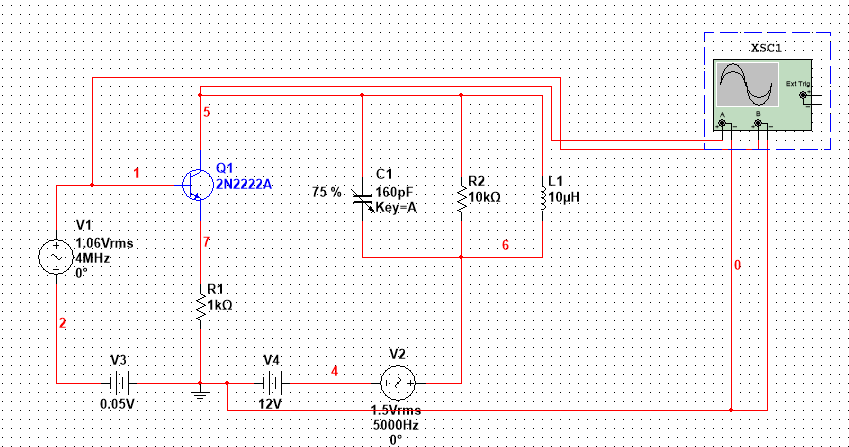 XSC1
Ext Trig
+
A
B
+
+
5
1
Q1
2N2222A
75 %
C1
160pF
Key=A
R2
10kΩ
L1
10µH
V1
1.06Vrms
4MHz
0°
7
6
0
R1
1kΩ
2
V3
0.05V
V4
12V
4
V2
1.5Vrms
5000Hz
0°